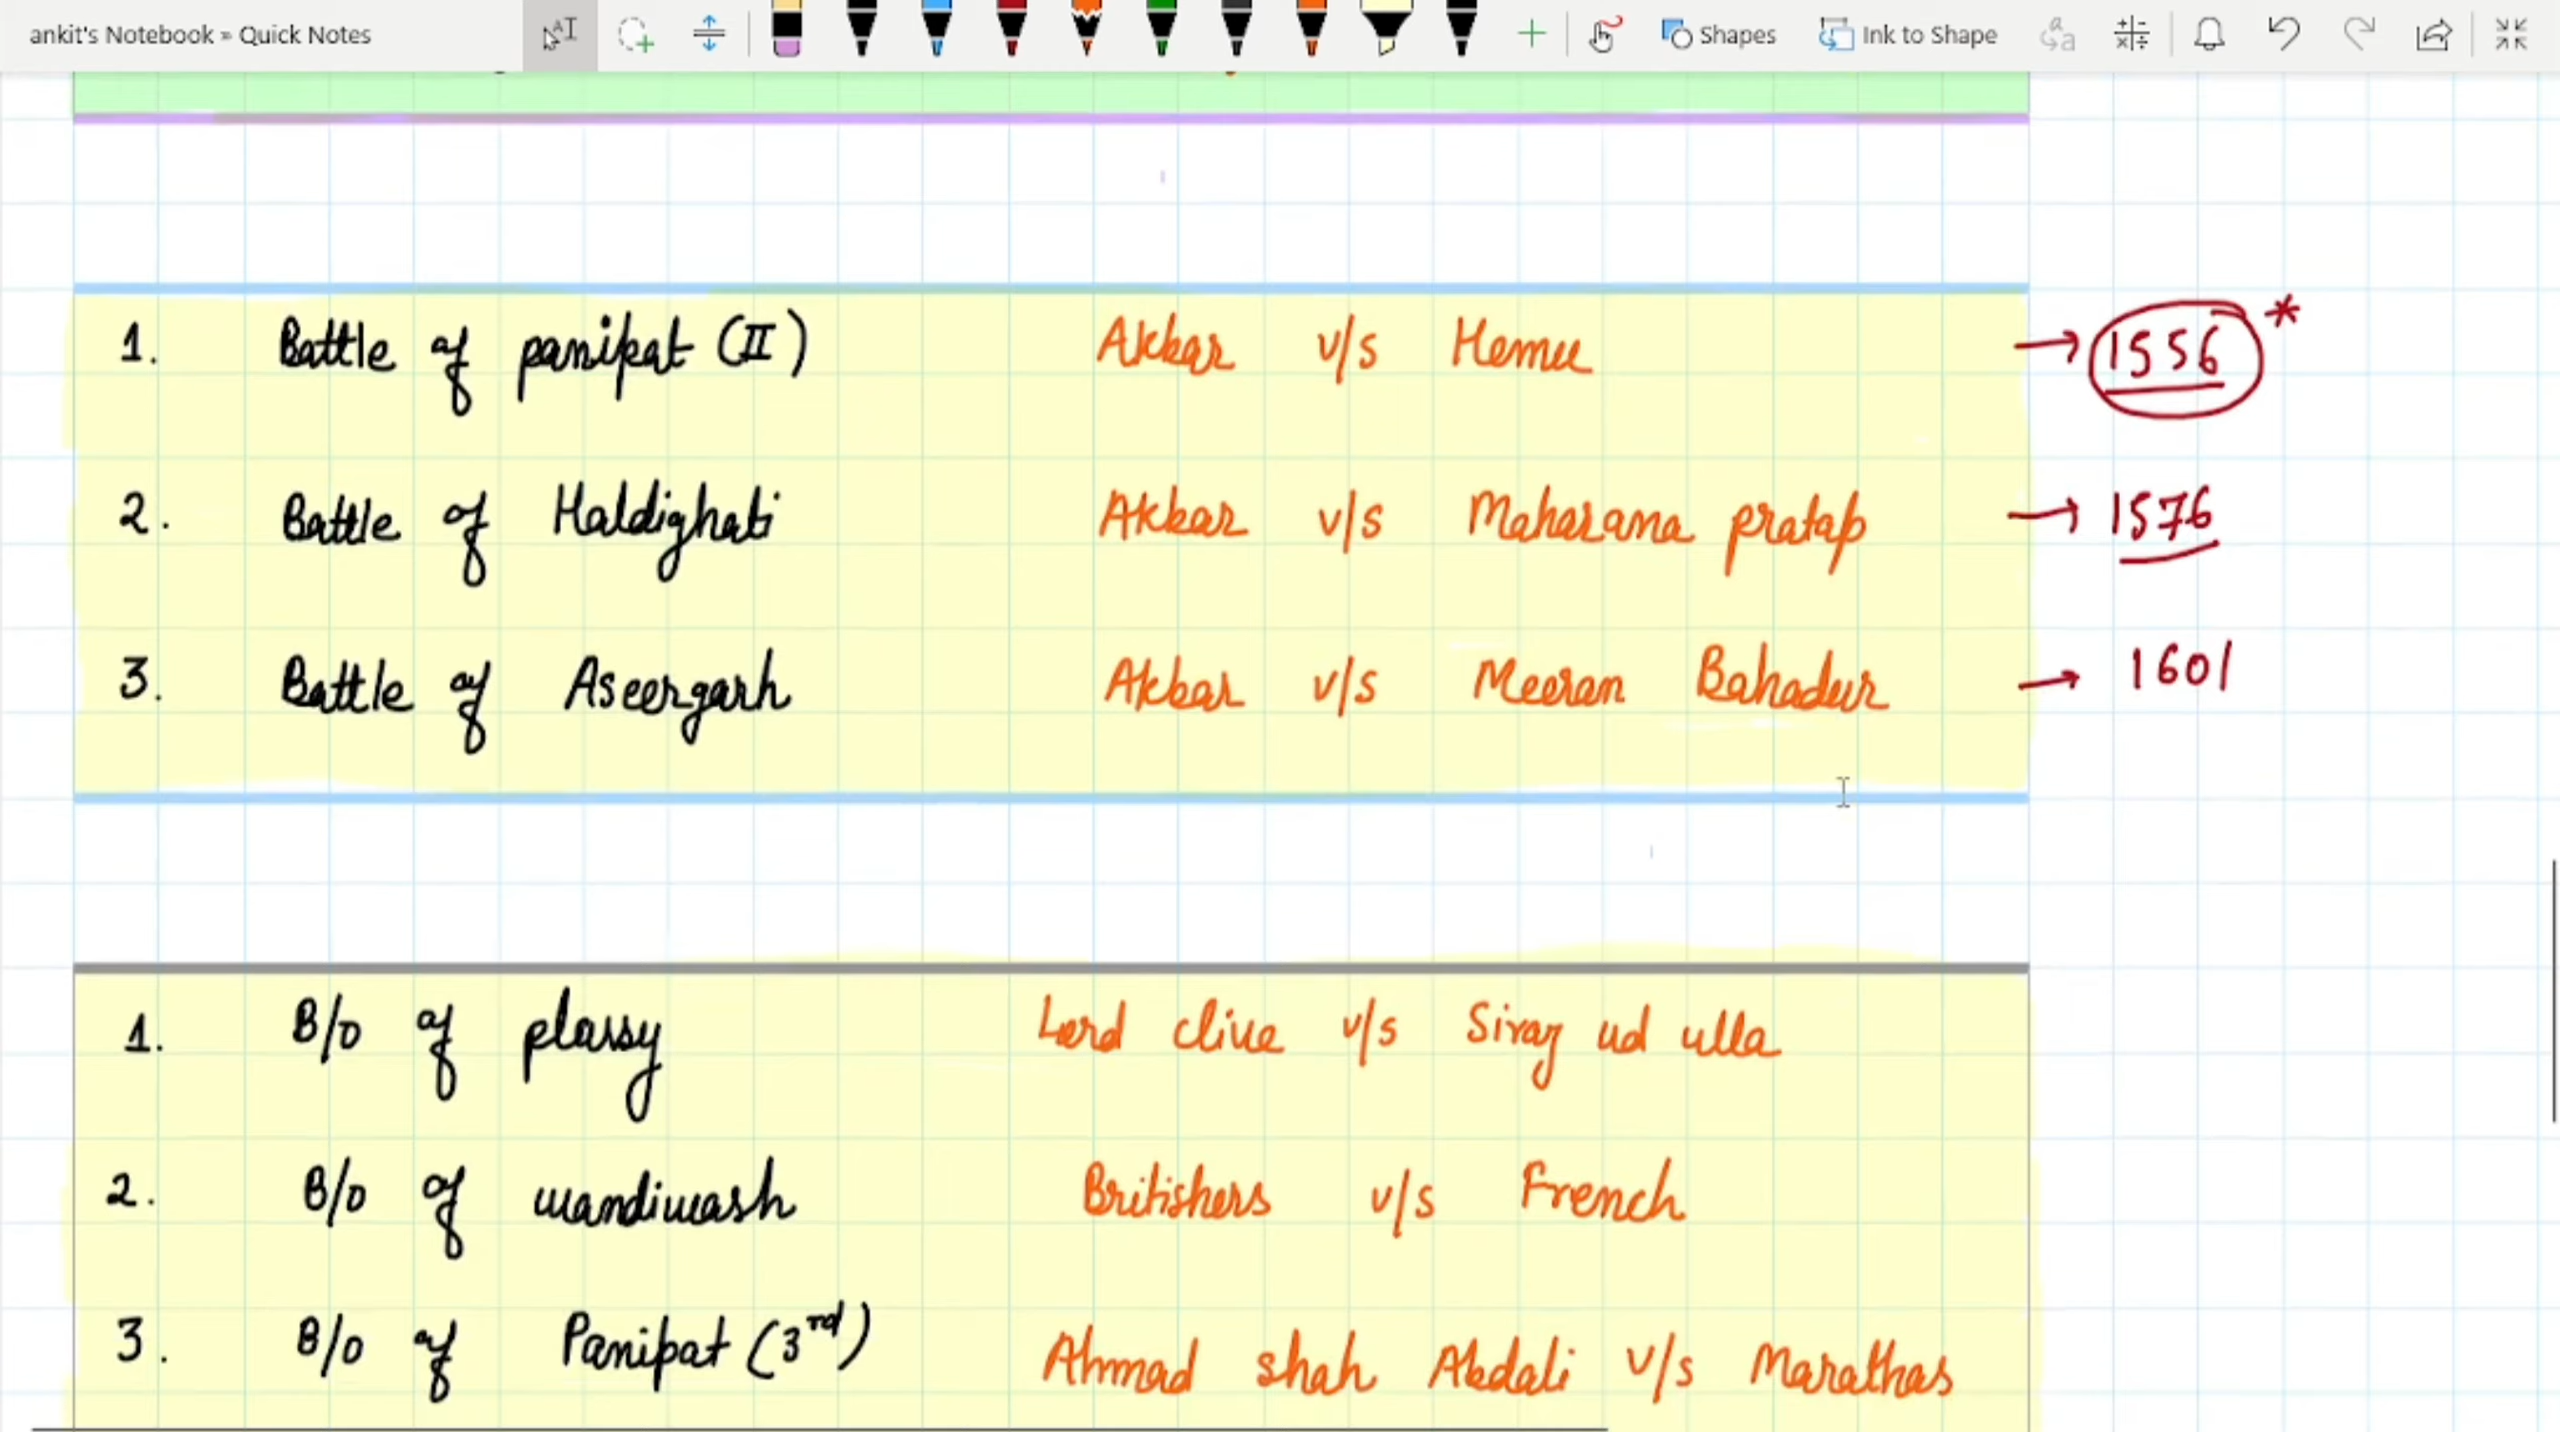 ankit's Notebook » Quick Notes Shapes Ink to Shape
1. Battle of panipat (II) Akbar v/s Hemu → 1556 *
2. Battle of Haldighati Akbar v/s Maharana pratap → 1576
3. Battle of Aseergarh Akbar v/s Meeran Bahadur → 1601
1. B/O of plassy Lord clive v/s Siraj ud ulla
2. B/O of wandiwash Britishers v/s French
3. B/O of Panipat (3rd) Ahmad shah Abdali v/s Marathas